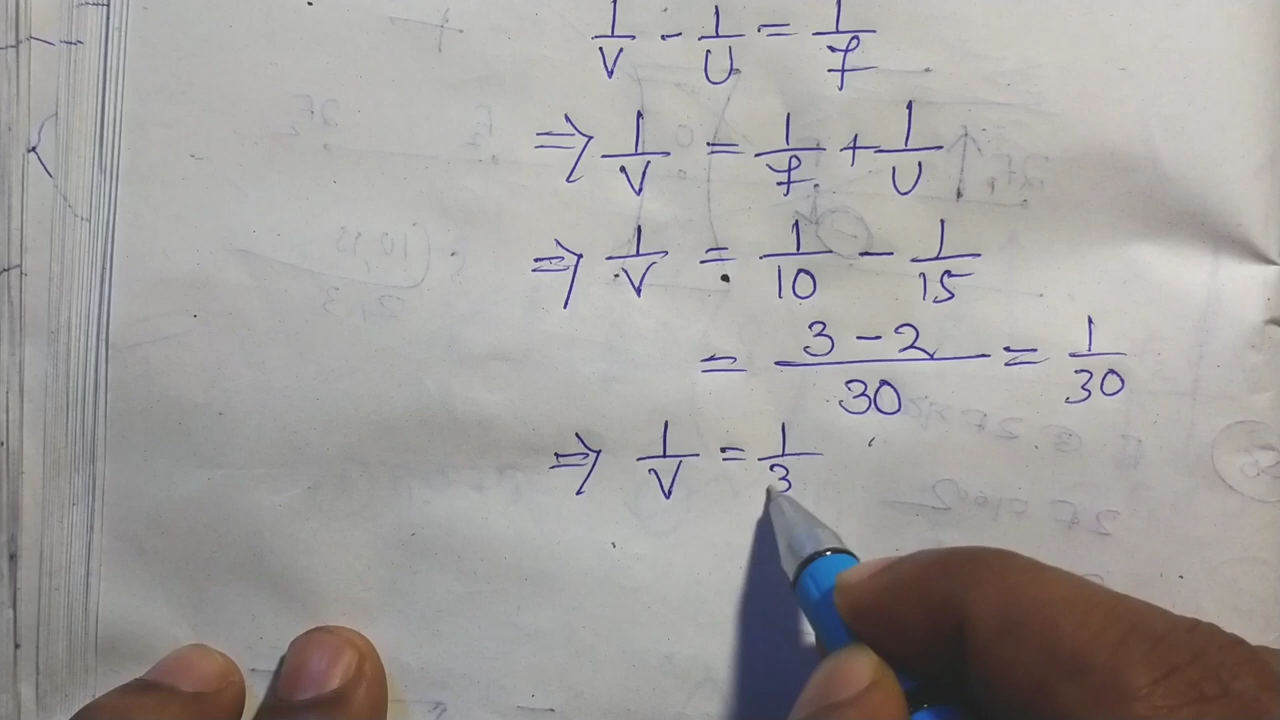 1/V - 1/U = 1/f
⇒ 1/V = 1/f + 1/U
⇒ 1/V = 1/10 - 1/15
= (3 - 2)/30 = 1/30
⇒ 1/V = 1/3